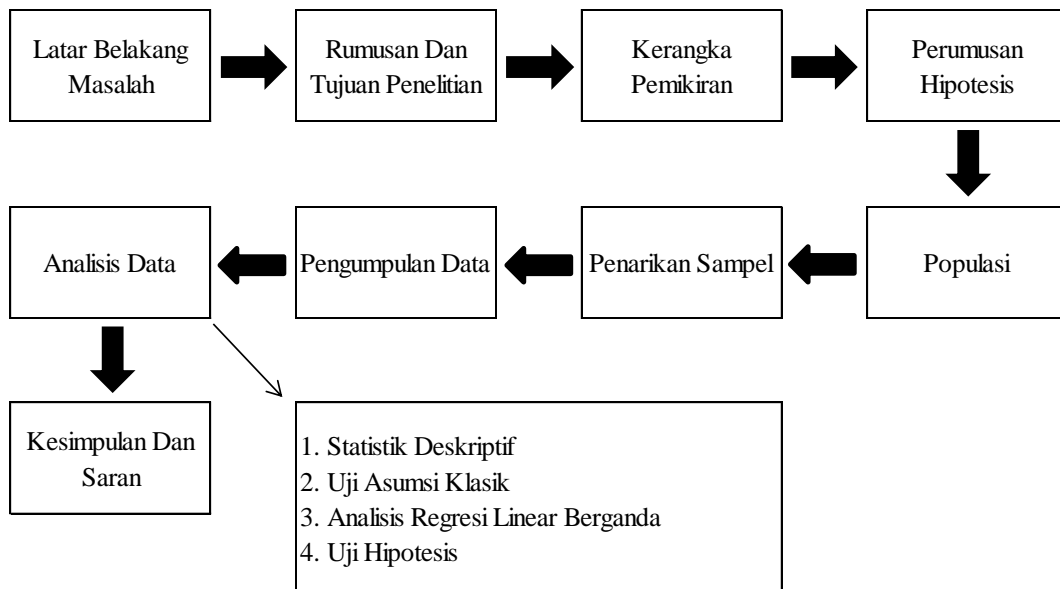 Latar Belakang
Masalah
Rumusan Dan
Tujuan Penelitian
Kerangka
Pemikiran
Perumusan
Hipotesis
Populasi
Penarikan Sampel
Pengumpulan Data
Analisis Data
Kesimpulan Dan
Saran
1. Statistik Deskriptif
2. Uji Asumsi Klasik
3. Analisis Regresi Linear Berganda
4. Uji Hipotesis